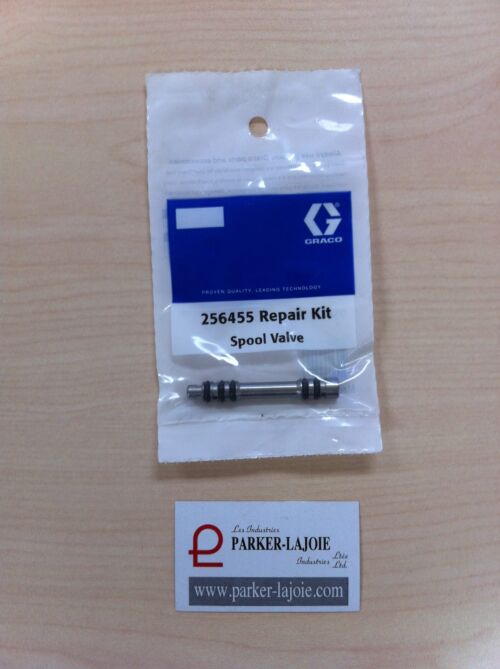 GRACO
PROVEN QUALITY. LEADING TECHNOLOGY.
256455 Repair Kit
Spool Valve
Les Industries
PARKER-LAJOIE
Ltée
Industries Ltd.
www.parker-lajoie.com